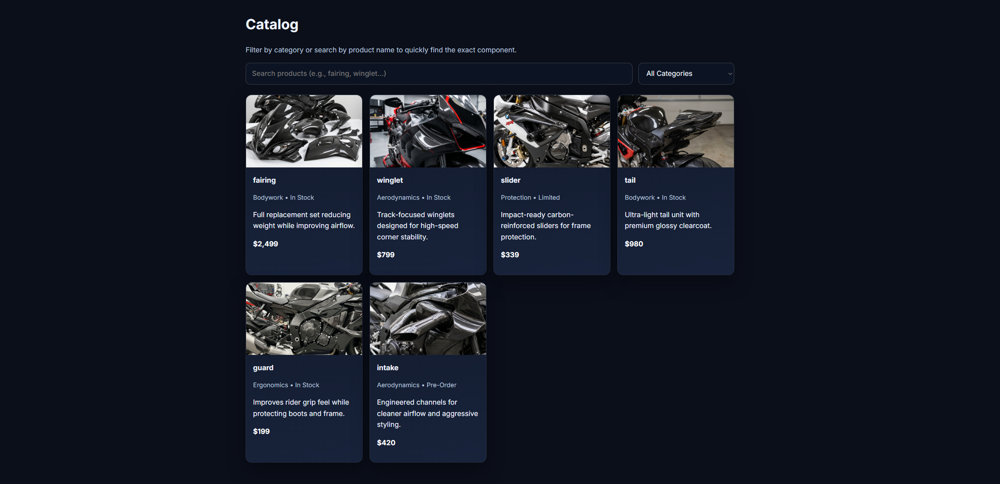 Catalog
Filter by category or search by product name to quickly find the exact component.
Search products (e.g., fairing, winglet...)
All Categories
fairing
Bodywork • In Stock
Full replacement set reducing
weight while improving airflow.
$2,499
winglet
Aerodynamics • In Stock
Track-focused winglets
designed for high-speed
corner stability.
$799
slider
Protection • Limited
Impact-ready carbon-
reinforced sliders for frame
protection.
$339
tail
Bodywork • In Stock
Ultra-light tail unit with
premium glossy clearcoat.
$980
guard
Ergonomics • In Stock
Improves rider grip feel while
protecting boots and frame.
$199
intake
Aerodynamics • Pre-Order
Engineered channels for
cleaner airflow and aggressive
styling.
$420